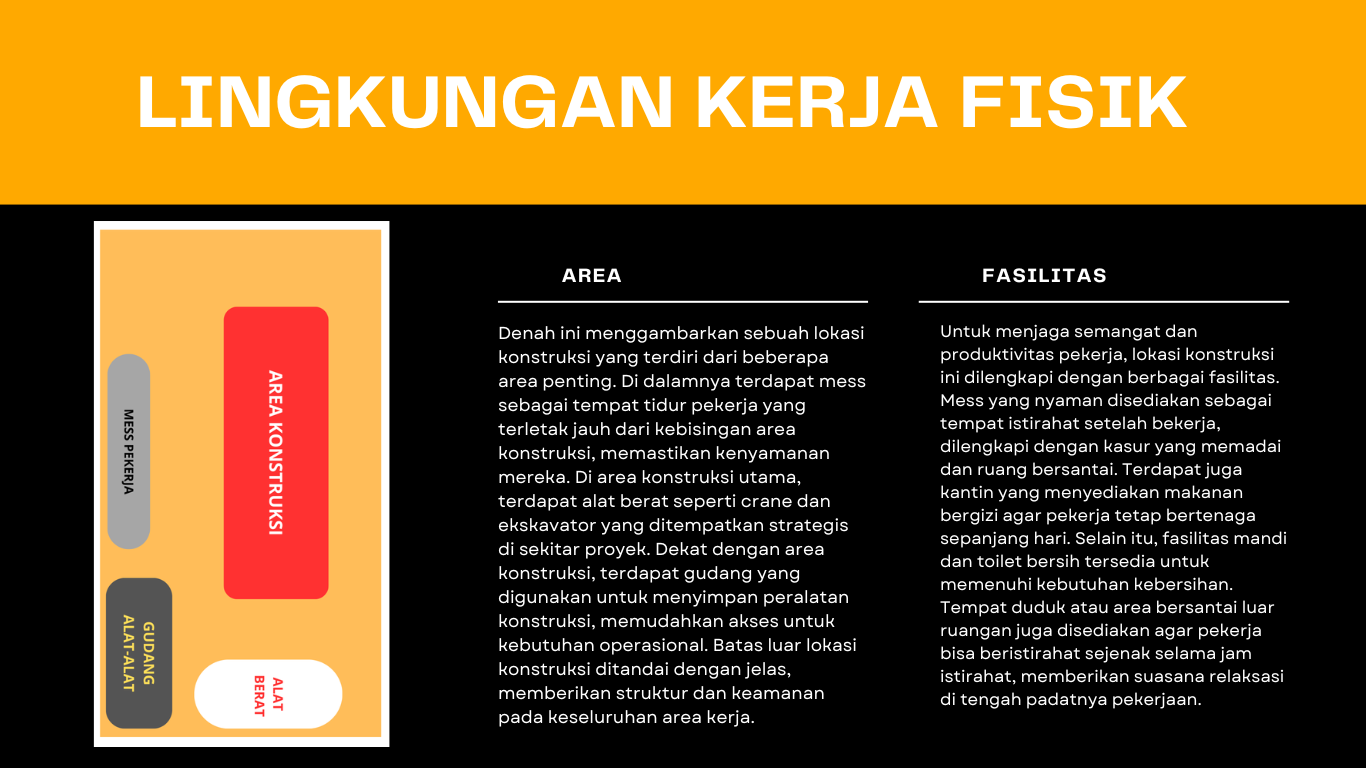 LINGKUNGAN KERJA FISIK
AREA KONSTRUKSI
MESS PEKERJA
GUDANG
ALAT-ALAT
ALAT
BERAT
AREA
Denah ini menggambarkan sebuah lokasi
konstruksi yang terdiri dari beberapa
area penting. Di dalamnya terdapat mess
sebagai tempat tidur pekerja yang
terletak jauh dari kebisingan area
konstruksi, memastikan kenyamanan
mereka. Di area konstruksi utama,
terdapat alat berat seperti crane dan
ekskavator yang ditempatkan strategis
di sekitar proyek. Dekat dengan area
konstruksi, terdapat gudang yang
digunakan untuk menyimpan peralatan
konstruksi, memudahkan akses untuk
kebutuhan operasional. Batas luar lokasi
konstruksi ditandai dengan jelas,
memberikan struktur dan keamanan
pada keseluruhan area kerja.
FASILITAS
Untuk menjaga semangat dan
produktivitas pekerja, lokasi konstruksi
ini dilengkapi dengan berbagai fasilitas.
Mess yang nyaman disediakan sebagai
tempat istirahat setelah bekerja,
dilengkapi dengan kasur yang memadai
dan ruang bersantai. Terdapat juga
kantin yang menyediakan makanan
bergizi agar pekerja tetap bertenaga
sepanjang hari. Selain itu, fasilitas mandi
dan toilet bersih tersedia untuk
memenuhi kebutuhan kebersihan.
Tempat duduk atau area bersantai luar
ruangan juga disediakan agar pekerja
bisa beristirahat sejenak selama jam
istirahat, memberikan suasana relaksasi
di tengah padatnya pekerjaan.